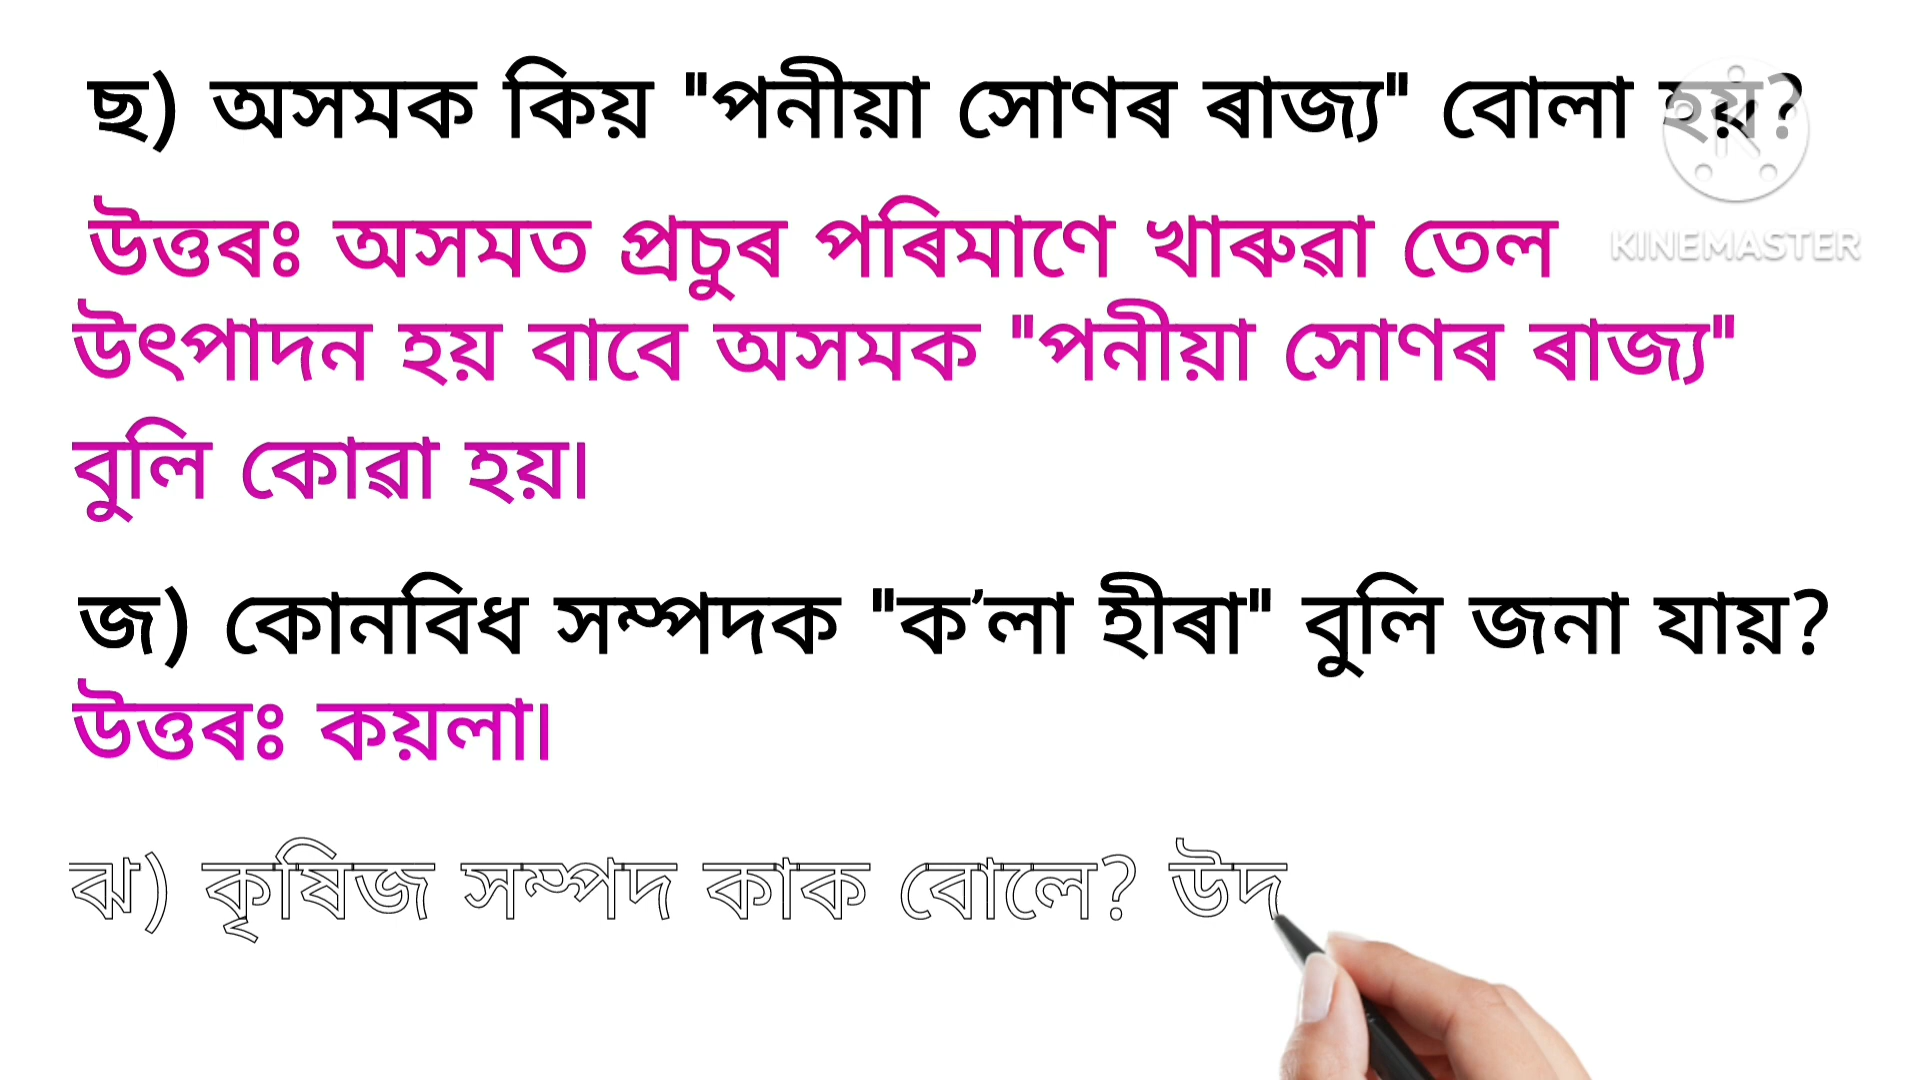 ছ) অসমক কিয় "পনীয়া সোণৰ ৰাজ্য" বোলা হয়?
উত্তৰঃ অসমত প্ৰচুৰ পৰিমাণে খাৰুৱা তেল
KINEMASTER
উৎপাদন হয় বাবে অসমক "পনীয়া সোণৰ ৰাজ্য"
বুলি কোৱা হয়।
জ) কোনবিধ সম্পদক "ক'লা হীৰা" বুলি জনা যায়?
উত্তৰঃ কয়লা।
ঝ) কৃষিজ সম্পদ কাক বোলে? উদ